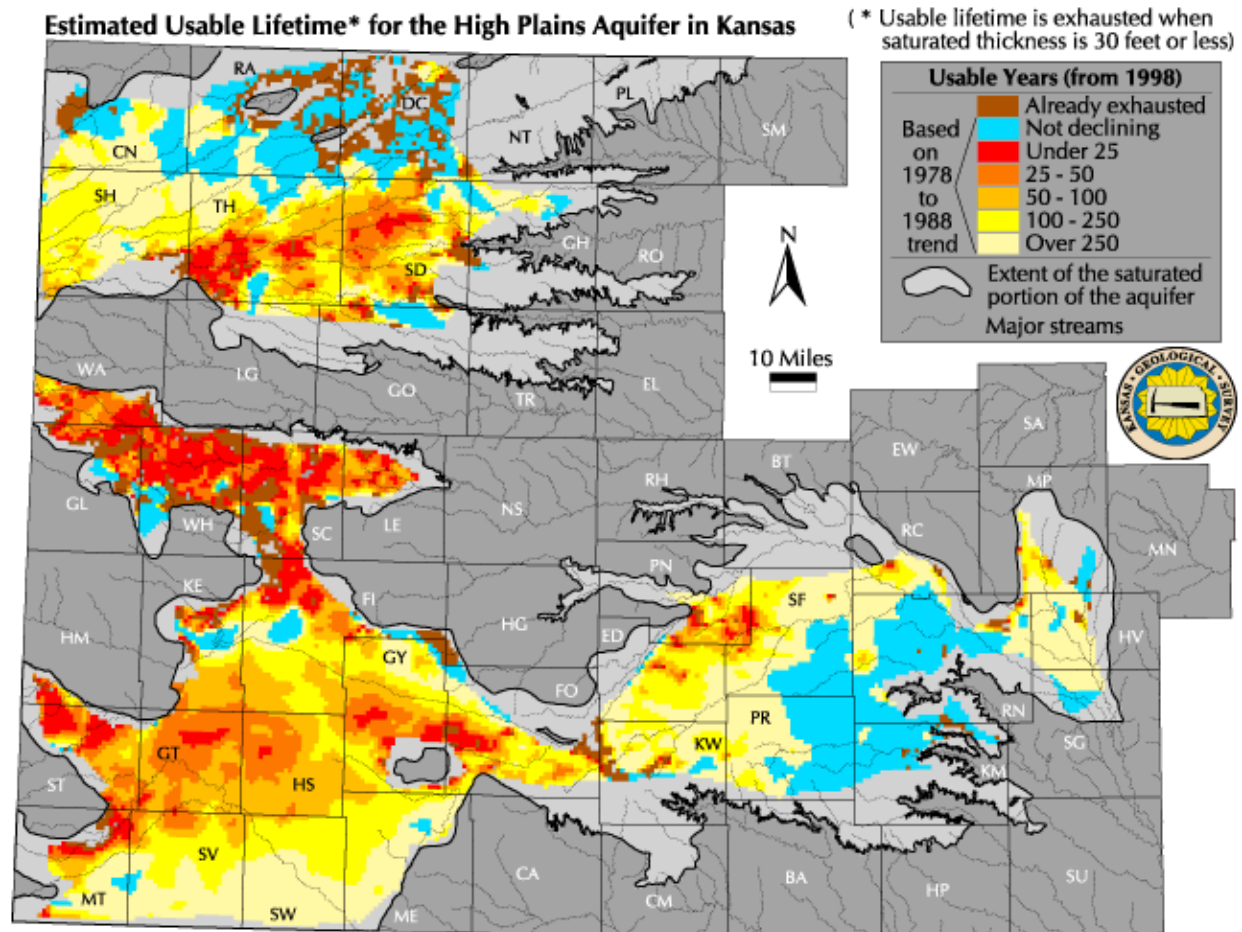 Estimated Usable Lifetime* for the High Plains Aquifer in Kansas
( * Usable lifetime is exhausted when
saturated thickness is 30 feet or less)
Usable Years (from 1998)
Already exhausted
Not declining
Under 25
25 - 50
50 - 100
100 - 250
Over 250
Based
on
1978
to
1988
trend
Extent of the saturated
portion of the aquifer
Major streams
N
10 Miles
KANSAS GEOLOGICAL SURVEY
RA
DC
NT
PL
SM
CN
SH
TH
SD
GH
RO
WA
LG
GO
TR
EL
GL
WH
SC
LE
NS
RH
BT
EW
SA
MP
RC
MN
KE
FI
PN
HM
HG
ED
SF
HV
GY
FO
PR
RN
GT
HS
KW
SG
ST
KM
SV
CA
BA
HP
SU
MT
SW
ME
CM